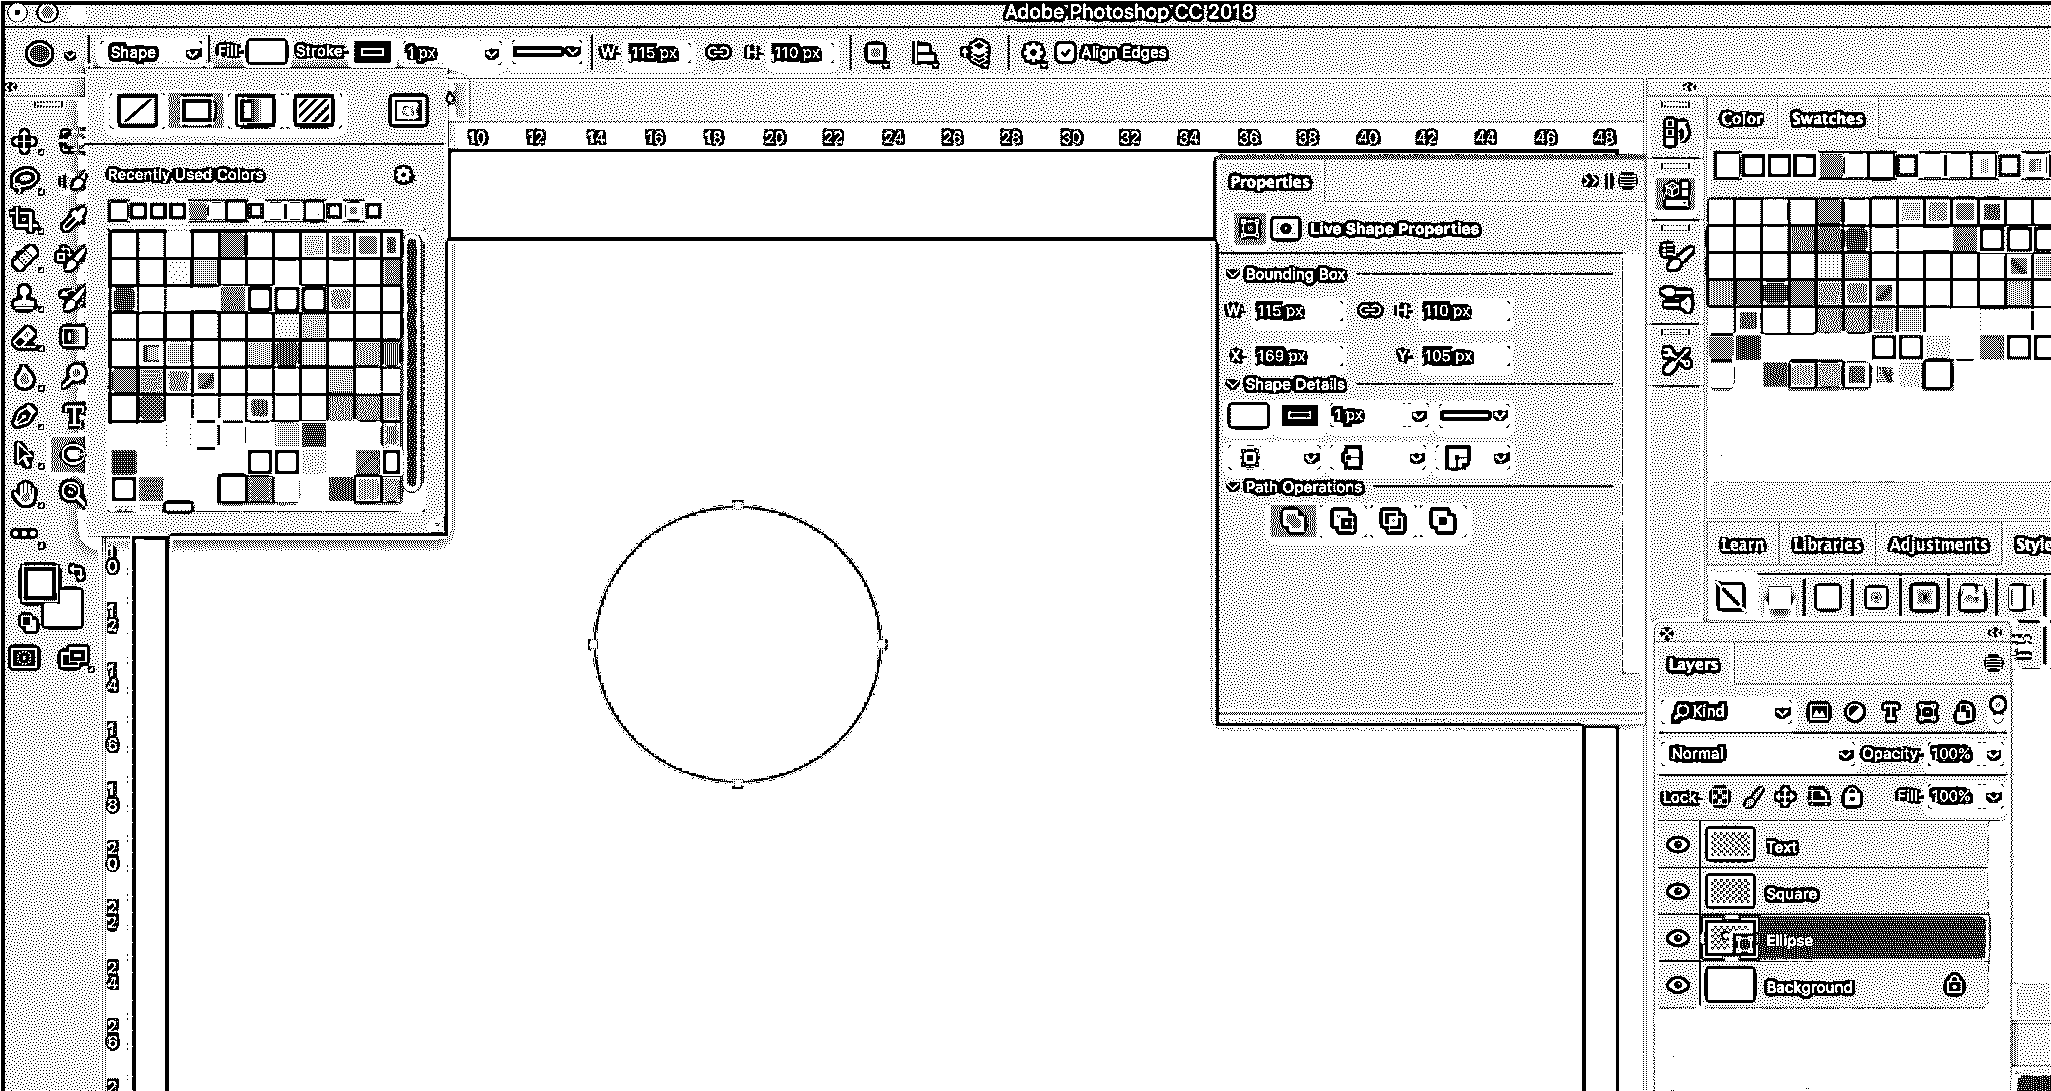 Adobe Photoshop CC 2018
Shape Fill: Stroke: 1 px W: 115 px H: 110 px Align Edges
Recently Used Colors
10 12 14 16 18 20 22 24 26 28 30 32 34 36 38 40 42 44 46 48
Color Swatches
Properties
Live Shape Properties
Bounding Box
W: 115 px H: 110 px
X: 169 px Y: 105 px
Shape Details
1 px
Path Operations
Learn Libraries Adjustments Style
10
12
14
16
18
20
22
24
26
2
Layers
Kind
Normal Opacity: 100%
Lock: Fill: 100%
Text
Square
Ellipse
Background